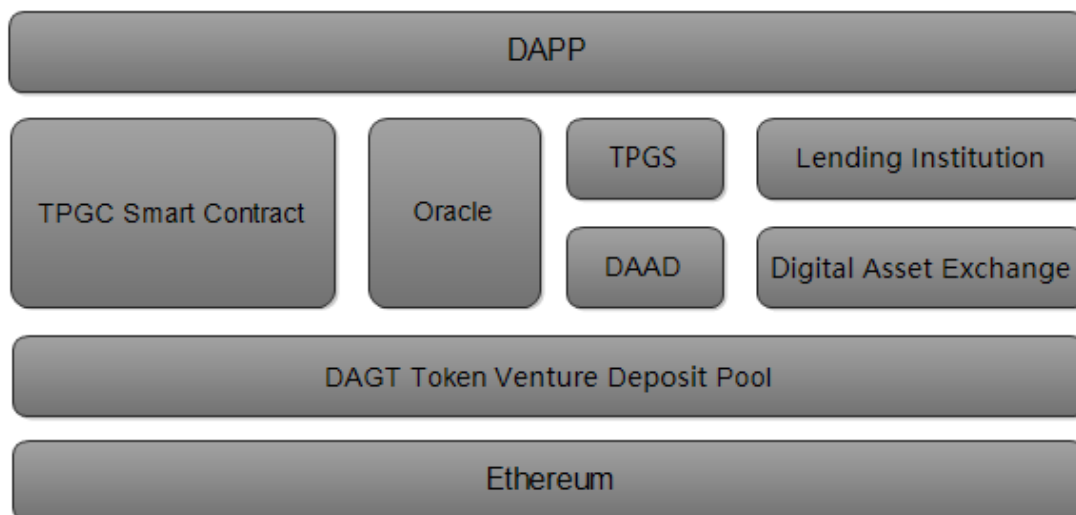 DAPP
TPGC Smart Contract
Oracle
TPGS
Lending Institution
DAAD
Digital Asset Exchange
DAGT Token Venture Deposit Pool
Ethereum